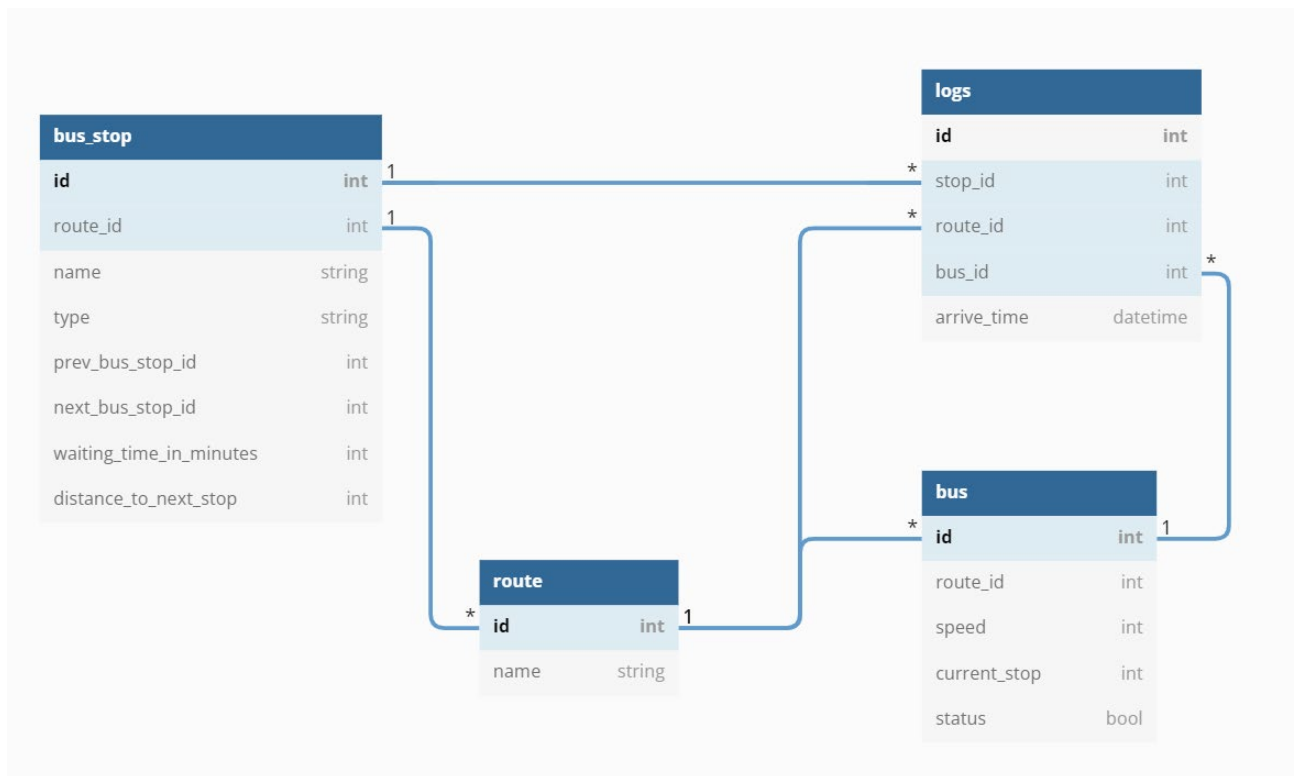 bus_stop
id int
route_id int
name string
type string
prev_bus_stop_id int
next_bus_stop_id int
waiting_time_in_minutes int
distance_to_next_stop int
1
1
*
*
logs
id int
stop_id int
route_id int
bus_id int
arrive_time datetime
*
*
route
id int
name string
1
*
bus
id int
route_id int
speed int
current_stop int
status bool
1